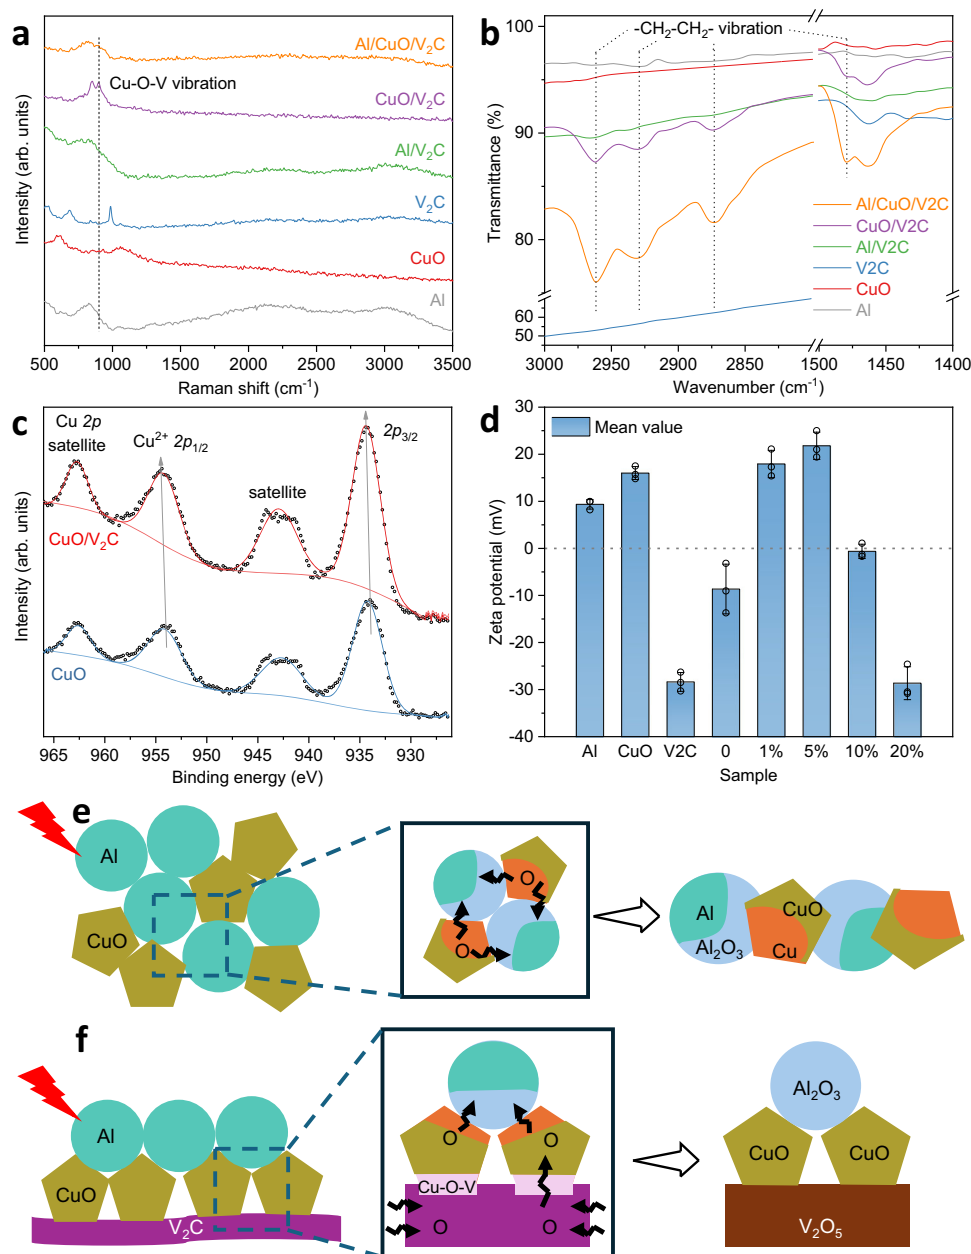 a
Al/CuO/V₂C
Cu-O-V vibration
CuO/V₂C
Al/V₂C
V₂C
CuO
Al
Intensity (arb. units)
500 1000 1500 2000 2500 3000 3500
Raman shift (cm⁻¹)
b
-CH₂-CH₂- vibration
100
90
80
60
50
Transmittance (%)
Al/CuO/V2C
CuO/V2C
Al/V2C
V2C
CuO
Al
3000 2950 2900 2850 1500 1450 1400
Wavenumber (cm⁻¹)
c
Cu 2p
satellite
Cu²⁺ 2p₁/₂
2p₃/₂
satellite
CuO/V₂C
CuO
Intensity (arb. units)
965 960 955 950 945 940 935 930
Binding energy (eV)
d
Mean value
30
20
10
0
-10
-20
-30
-40
Zeta potential (mV)
Al CuO V2C 0 1% 5% 10% 20%
Sample
e
Al
CuO
O
O
Al
CuO
Al₂O₃
Cu
f
Al
CuO
V₂C
O
O
Cu-O-V
O
O
Al₂O₃
CuO
CuO
V₂O₅